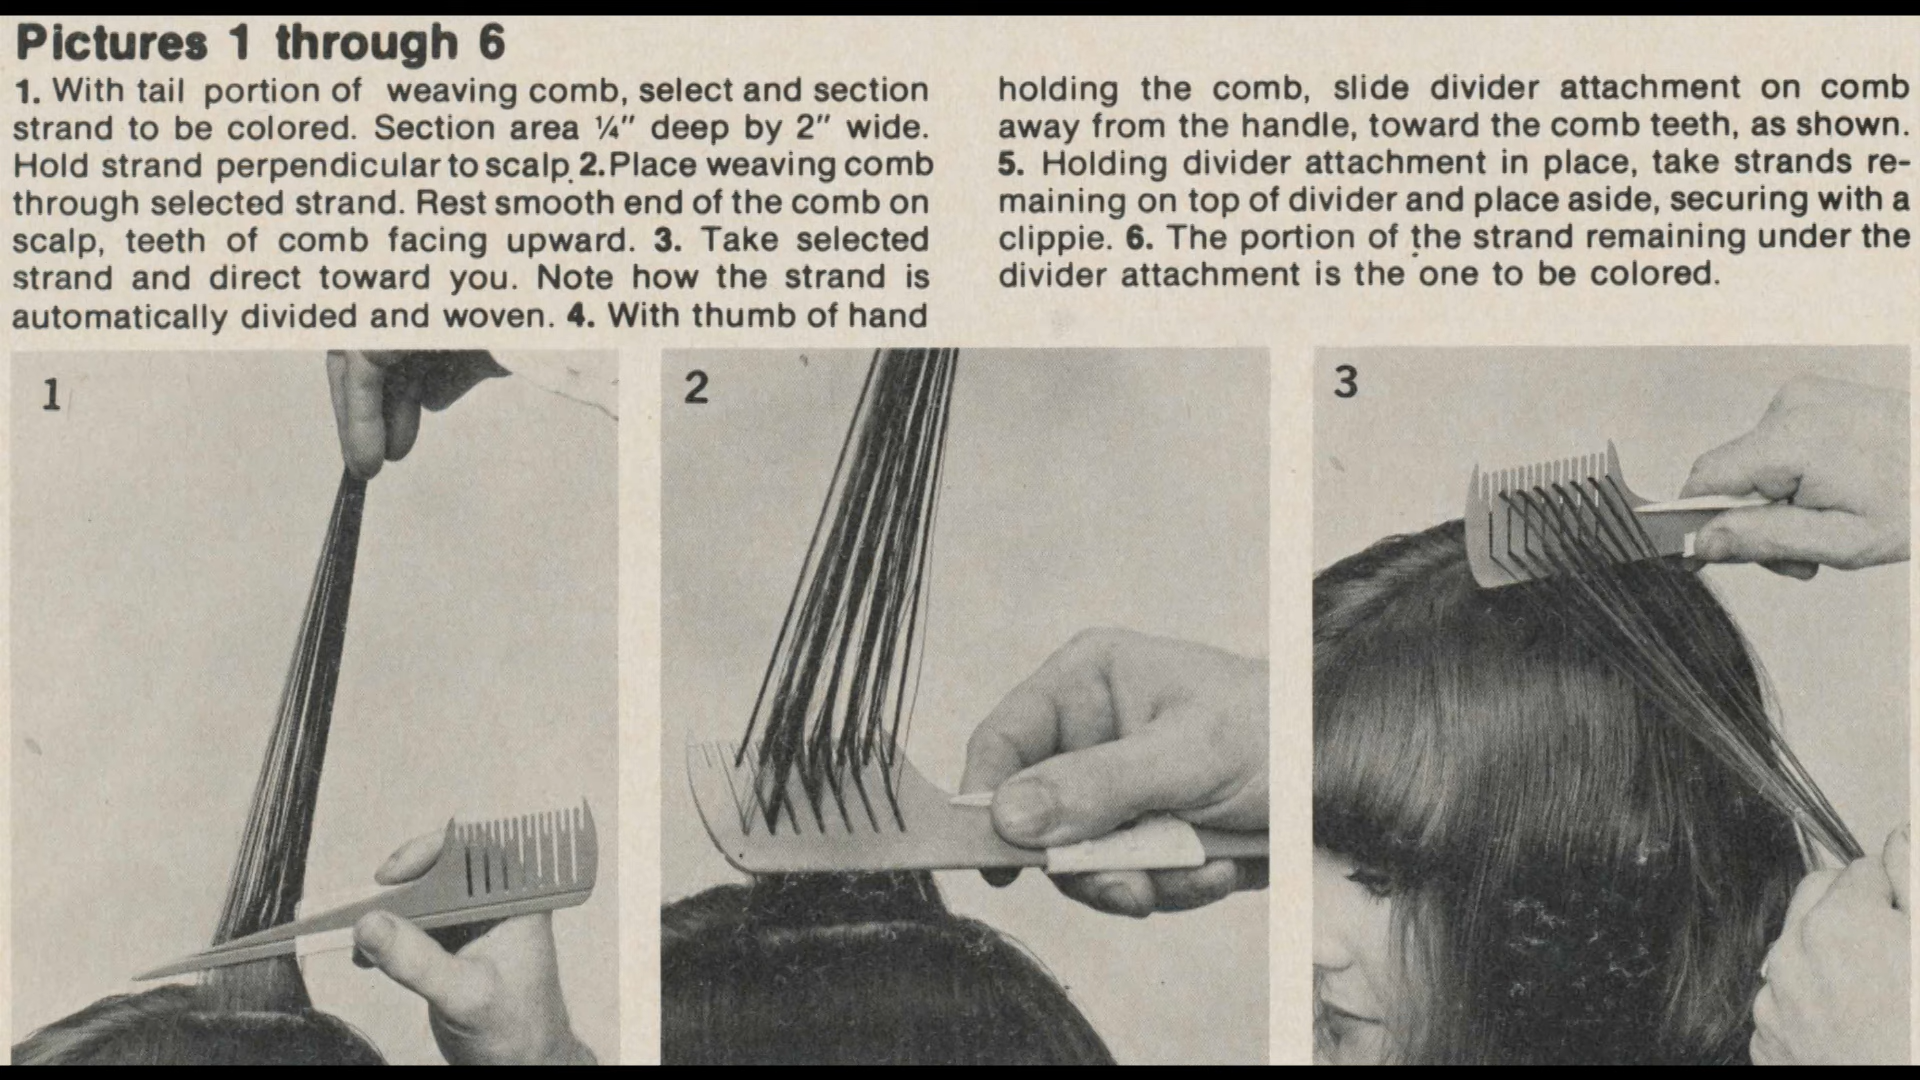 Pictures 1 through 6
1. With tail portion of weaving comb, select and section
strand to be colored. Section area ¼" deep by 2" wide.
Hold strand perpendicular to scalp. 2. Place weaving comb
through selected strand. Rest smooth end of the comb on
scalp, teeth of comb facing upward. 3. Take selected
strand and direct toward you. Note how the strand is
automatically divided and woven. 4. With thumb of hand
holding the comb, slide divider attachment on comb
away from the handle, toward the comb teeth, as shown.
5. Holding divider attachment in place, take strands re-
maining on top of divider and place aside, securing with a
clippie. 6. The portion of the strand remaining under the
divider attachment is the one to be colored.
1
2
3